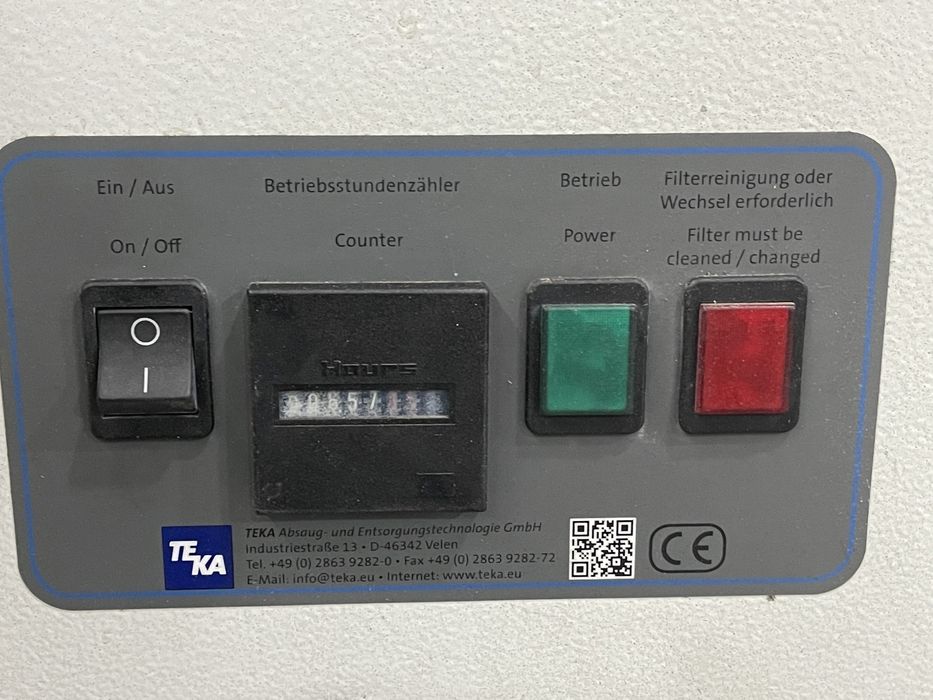 Ein / Aus
On / Off
Betriebsstundenzähler
Counter
Betrieb
Power
Filterreinigung oder
Wechsel erforderlich
Filter must be
cleaned / changed
O
I
Hours
TEKA
TEKA Absaug- und Entsorgungstechnologie GmbH
Industriestraße 13 • D-46342 Velen
Tel. +49 (0) 2863 9282-0 • Fax +49 (0) 2863 9282-72
E-Mail: info@teka.eu • Internet: www.teka.eu
CE